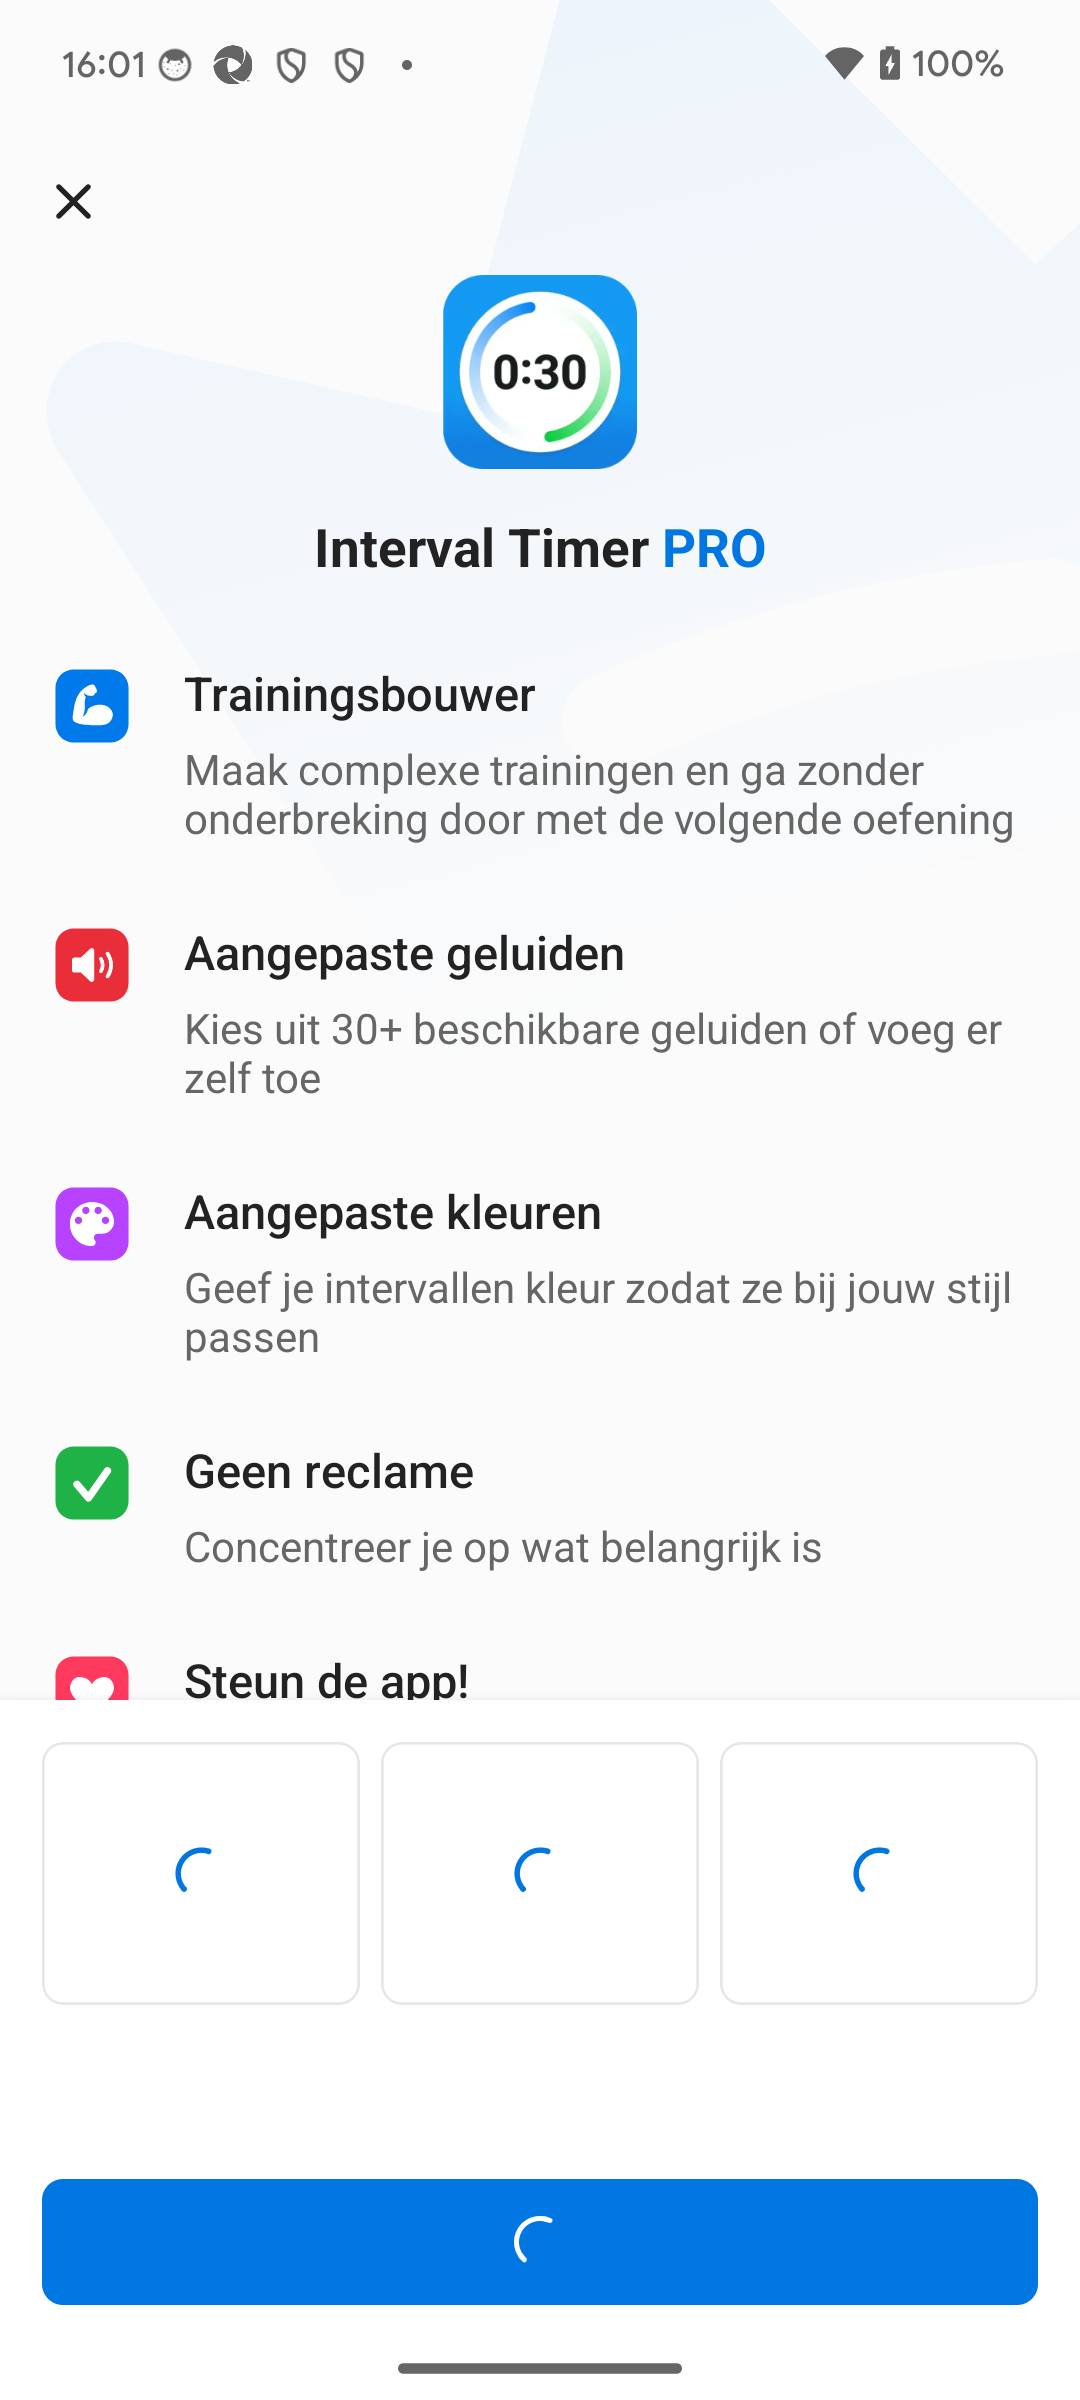 16:01
100%
0:30
Interval Timer PRO
Trainingsbouwer
Maak complexe trainingen en ga zonder
onderbreking door met de volgende oefening
Aangepaste geluiden
Kies uit 30+ beschikbare geluiden of voeg er
zelf toe
Aangepaste kleuren
Geef je intervallen kleur zodat ze bij jouw stijl
passen
Geen reclame
Concentreer je op wat belangrijk is
Steun de app!